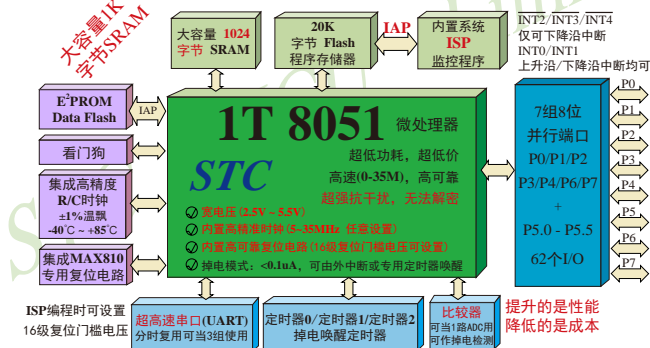 大容量1K
字节SRAM
大容量 1024
字节 SRAM
20K
字节 Flash
程序存储器
IAP
内置系统
ISP
监控程序
INT2/INT3/INT4
仅可下降沿中断
INT0/INT1
上升沿/下降沿中断均可
E²PROM
Data Flash
IAP
看门狗
集成高精度
R/C时钟
±1%温飘
-40℃ ~ +85℃
集成MAX810
专用复位电路
1T 8051 微处理器
STC
超低功耗，超低价
高速(0-35M)，高可靠
超强抗干扰，无法解密
宽电压(2.5V ~ 5.5V)
内置高精准时钟(5~35MHz 任意设置)
内置高可靠复位电路(16级复位门槛电压可设置)
掉电模式：<0.1uA，可由外中断或专用定时器唤醒
7组8位
并行端口
P0/P1/P2
P3/P4/P6/P7
+
P5.0 - P5.5
62个I/O
P0
P1
P2
P3
P4
P5
P6
P7
ISP编程时可设置
16级复位门槛电压
超高速串口(UART)
分时复用可当3组使用
定时器0/定时器1/定时器2
掉电唤醒定时器
比较器
可当1路ADC用
可作掉电检测
提升的是性能
降低的是成本